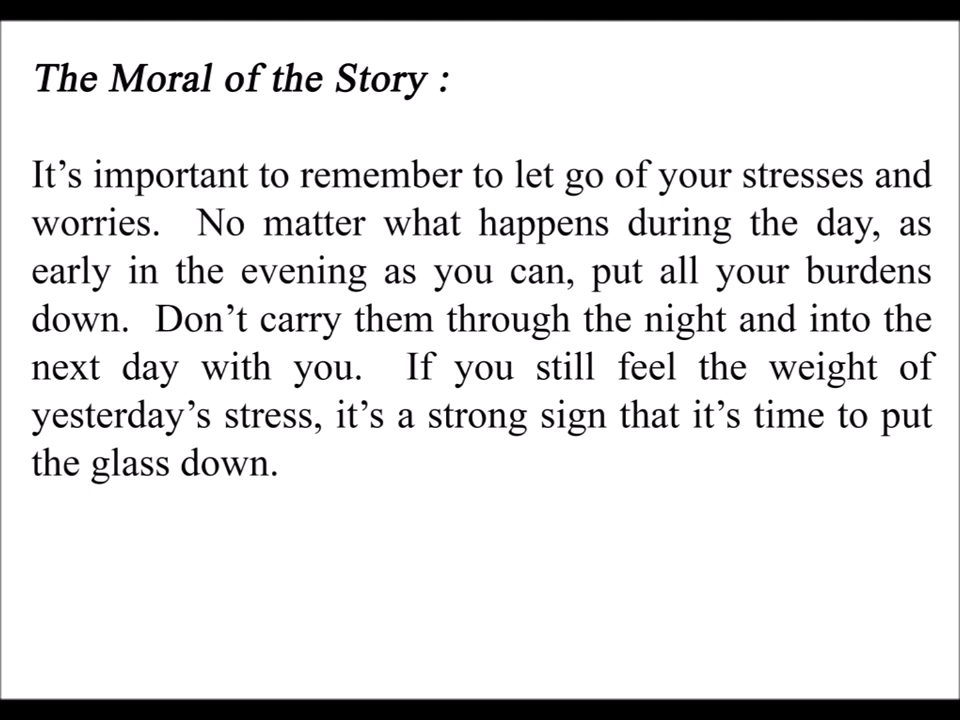 The Moral of the Story :
It’s important to remember to let go of your stresses and
worries.  No matter what happens during the day, as
early in the evening as you can, put all your burdens
down.  Don’t carry them through the night and into the
next day with you.  If you still feel the weight of
yesterday’s stress, it’s a strong sign that it’s time to put
the glass down.